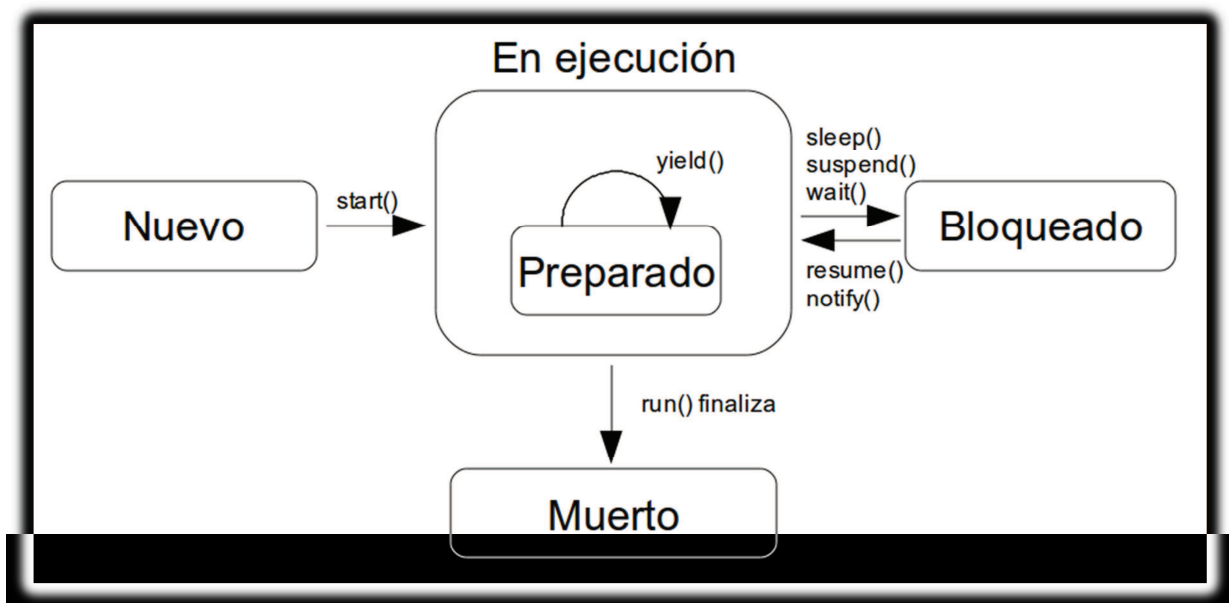 En ejecución
Nuevo
start()
yield()
Preparado
sleep()
suspend()
wait()
Bloqueado
resume()
notify()
run() finaliza
Muerto